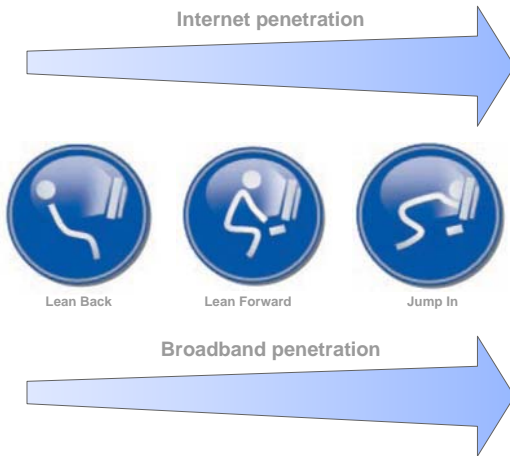 Internet penetration
Lean Back Lean Forward Jump In
Broadband penetration